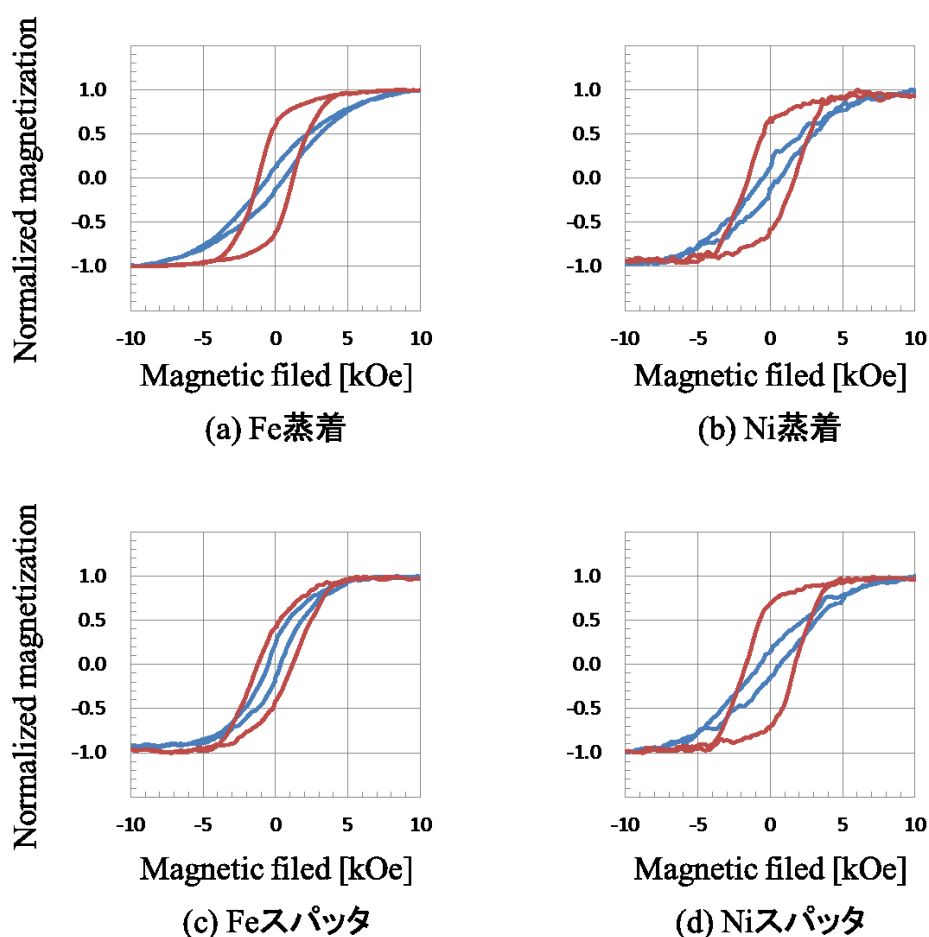 Normalized magnetization
1.0
0.5
0.0
-0.5
-1.0
-10 -5 0 5 10
Magnetic filed [kOe]
(a) Fe蒸着
1.0
0.5
0.0
-0.5
-1.0
-10 -5 0 5 10
Magnetic filed [kOe]
(b) Ni蒸着
Normalized magnetization
1.0
0.5
0.0
-0.5
-1.0
-10 -5 0 5 10
Magnetic filed [kOe]
(c) Feスパッタ
1.0
0.5
0.0
-0.5
-1.0
-10 -5 0 5 10
Magnetic filed [kOe]
(d) Niスパッタ